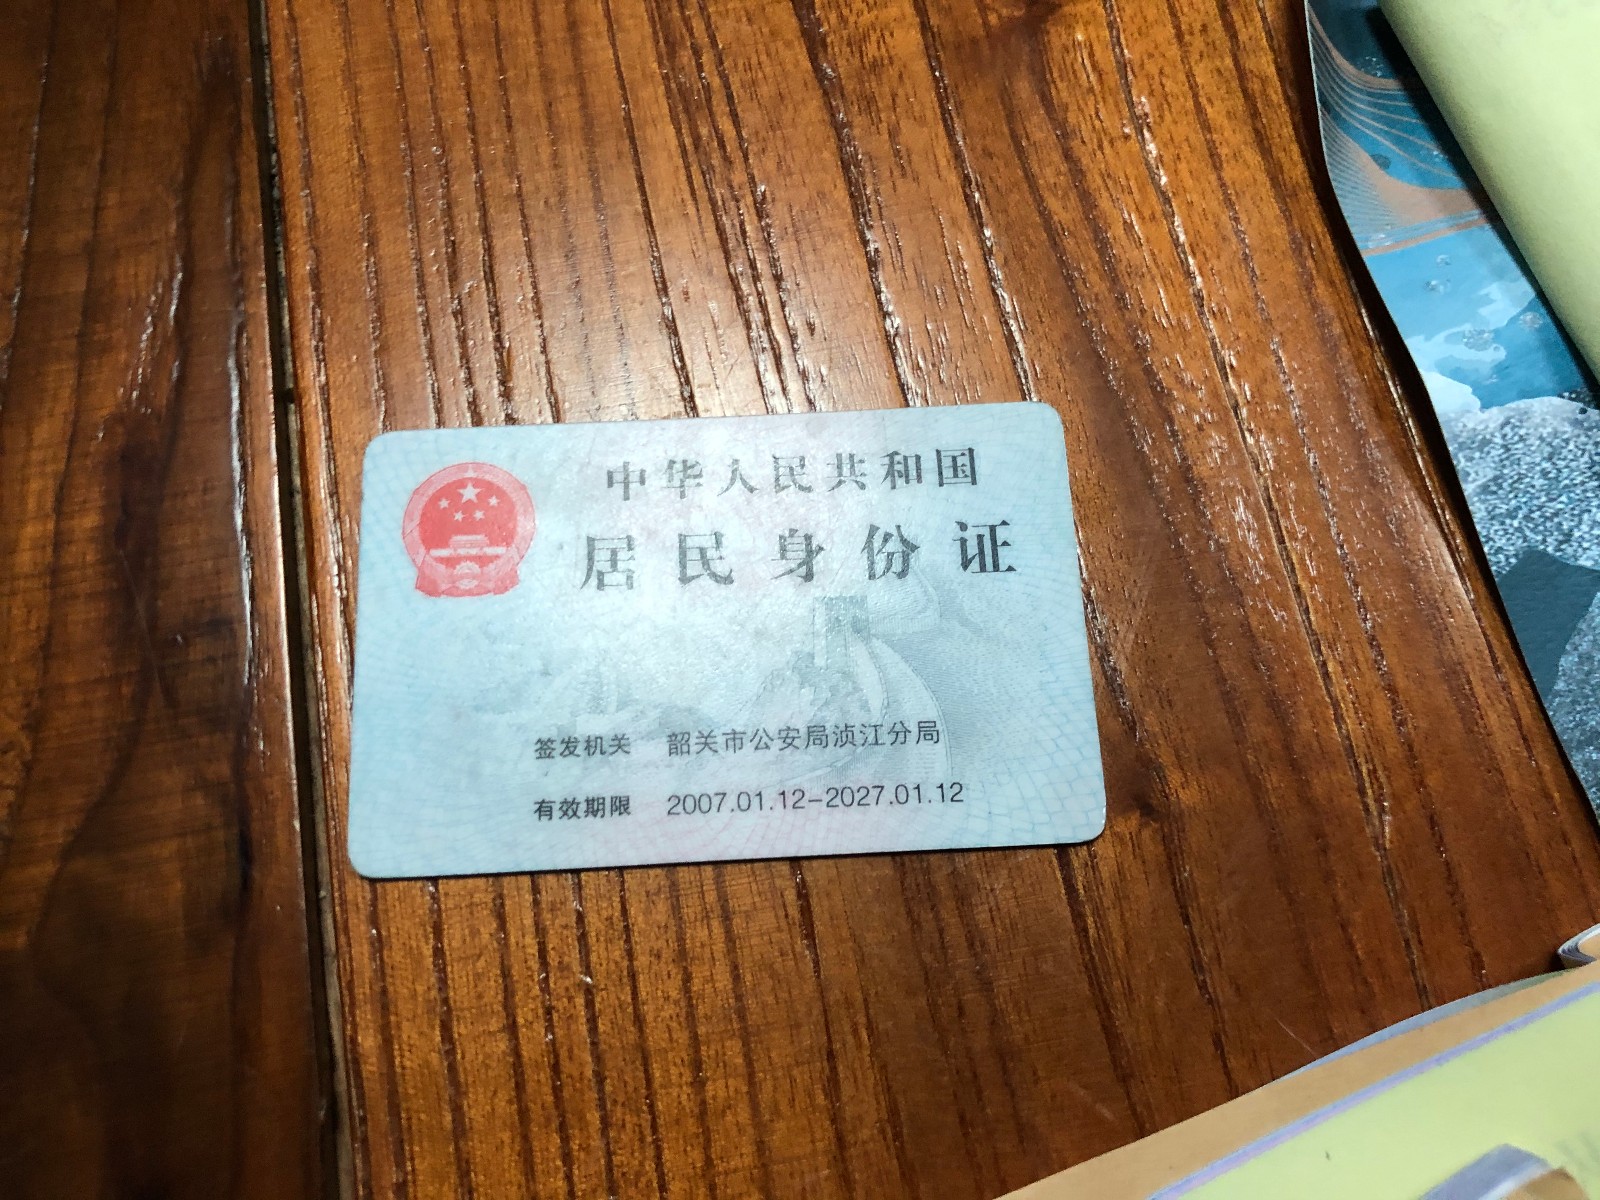 中华人民共和国
居民身份证
签发机关 韶关市公安局浈江分局
有效期限 2007.01.12-2027.01.12